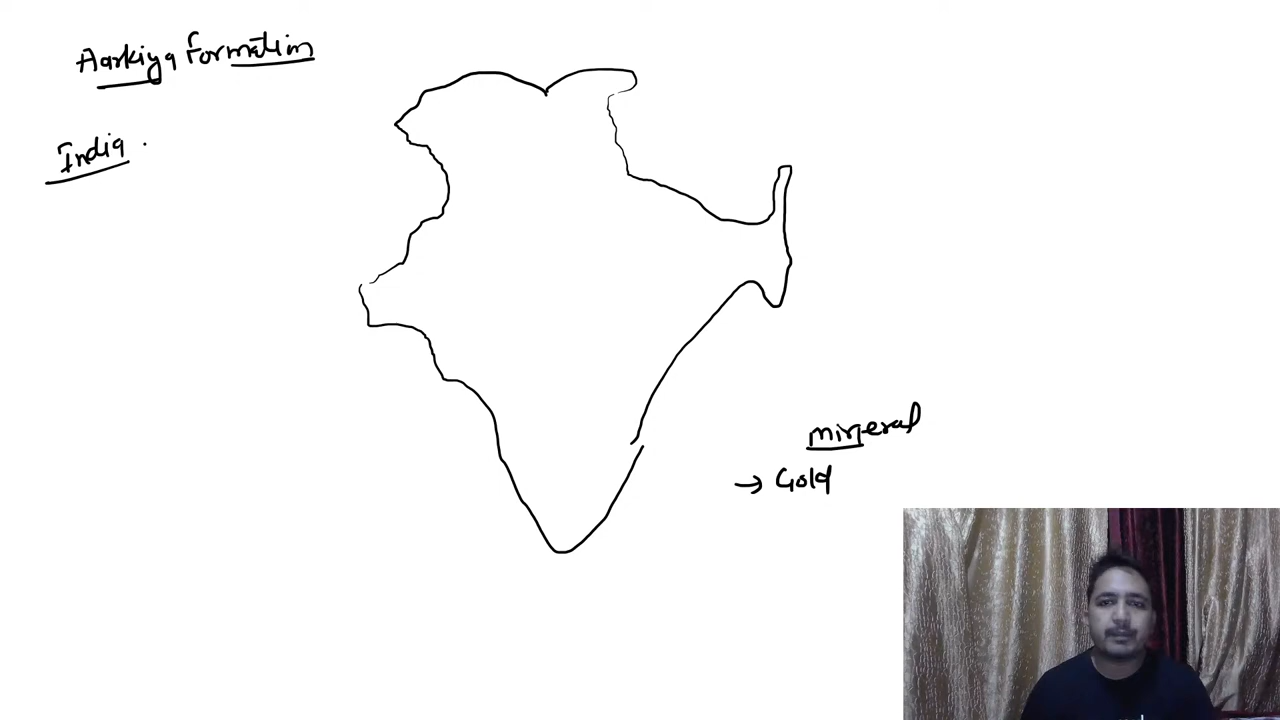 Aarkiya Formation
India
mineral
→ Gold